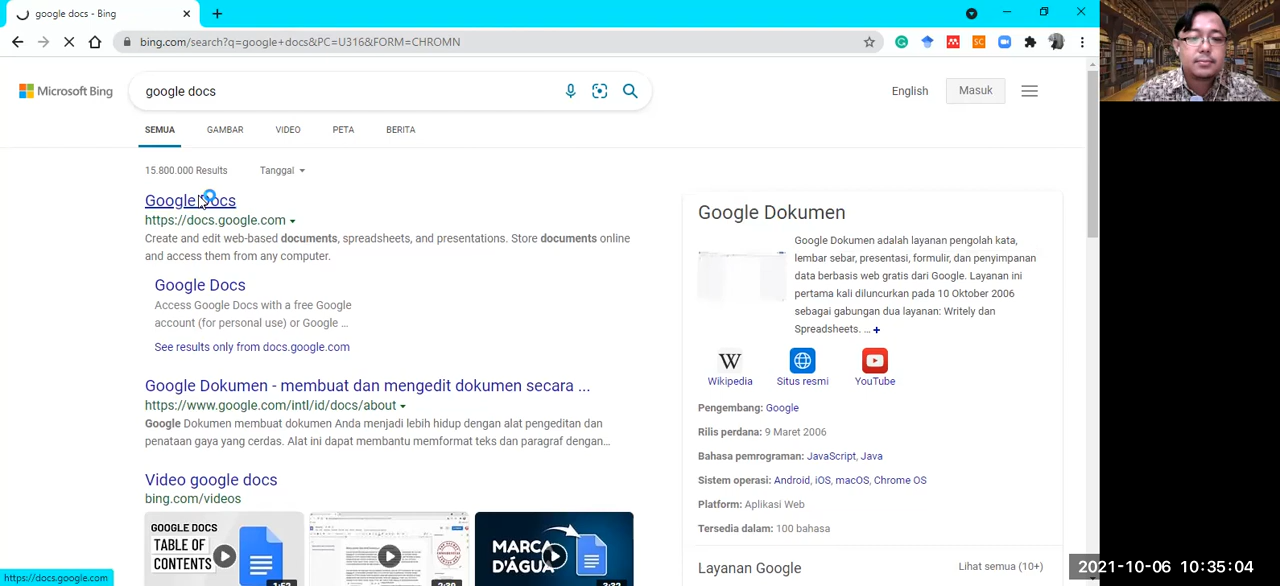 google docs - Bing
bing.com/search?q=google+docs&PC=U316&FORM=CHROMN
Microsoft Bing
google docs
English
Masuk
SEMUA
GAMBAR
VIDEO
PETA
BERITA
15.800.000 Results
Tanggal
Google Docs
https://docs.google.com
Create and edit web-based documents, spreadsheets, and presentations. Store documents online
and access them from any computer.
Google Docs
Access Google Docs with a free Google
account (for personal use) or Google ...
See results only from docs.google.com
Google Dokumen - membuat dan mengedit dokumen secara ...
https://www.google.com/intl/id/docs/about
Google Dokumen membuat dokumen Anda menjadi lebih hidup dengan alat pengeditan dan
penataan gaya yang cerdas. Alat ini dapat membantu memformat teks dan paragraf dengan…
Video google docs
bing.com/videos
GOOGLE DOCS
TABLE OF
CONTENTS
1:52
2:39
MARCA
D'ÁGUA
3:32
Google Dokumen
Google Dokumen adalah layanan pengolah kata,
lembar sebar, presentasi, formulir, dan penyimpanan
data berbasis web gratis dari Google. Layanan ini
pertama kali diluncurkan pada 10 Oktober 2006
sebagai gabungan dua layanan: Writely dan
Spreadsheets. … +
W
Wikipedia
Situs resmi
YouTube
Pengembang: Google
Rilis perdana: 9 Maret 2006
Bahasa pemrograman: JavaScript, Java
Sistem operasi: Android, iOS, macOS, Chrome OS
Platform: Aplikasi Web
Tersedia dalam: 100 bahasa
Layanan Google
Lihat semua (10+)
https://docs.google.com
2021-10-06 10:35:04